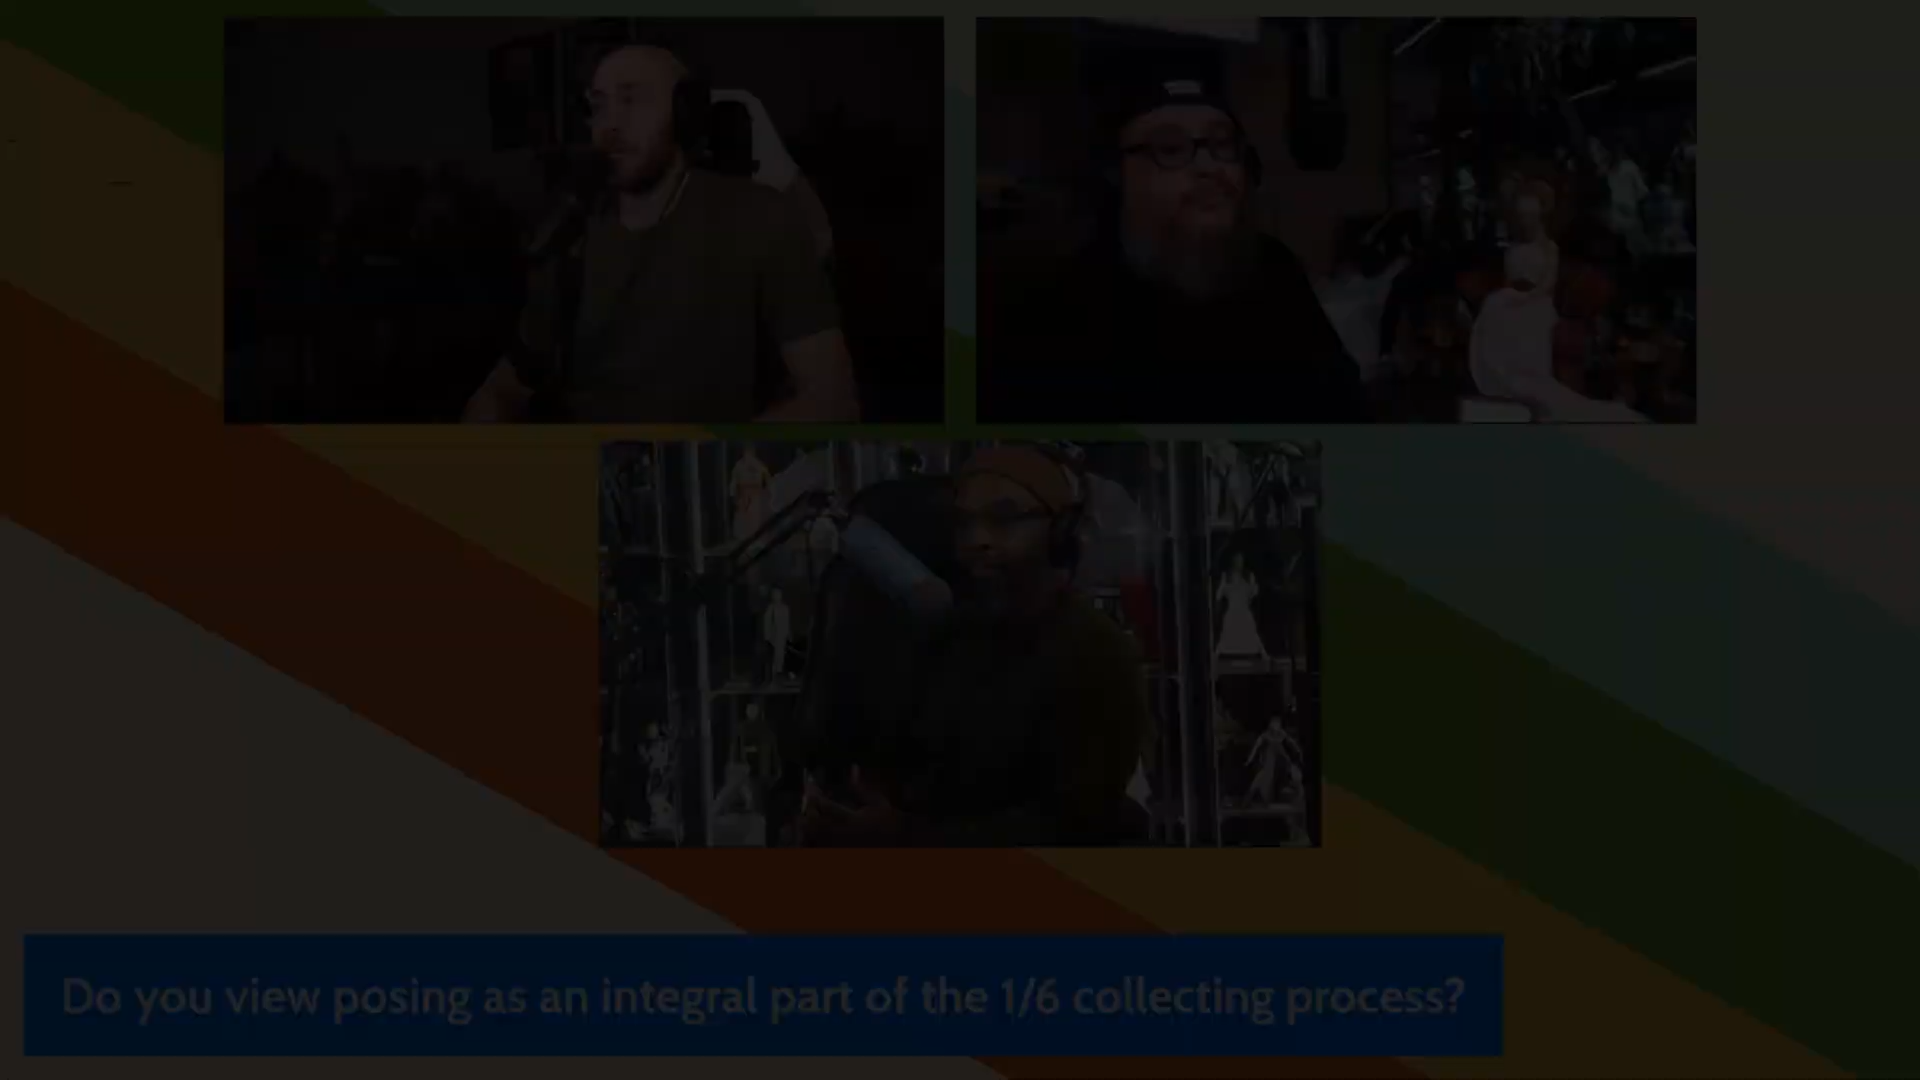 Do you view posing as an integral part of the 1/6 collecting process?